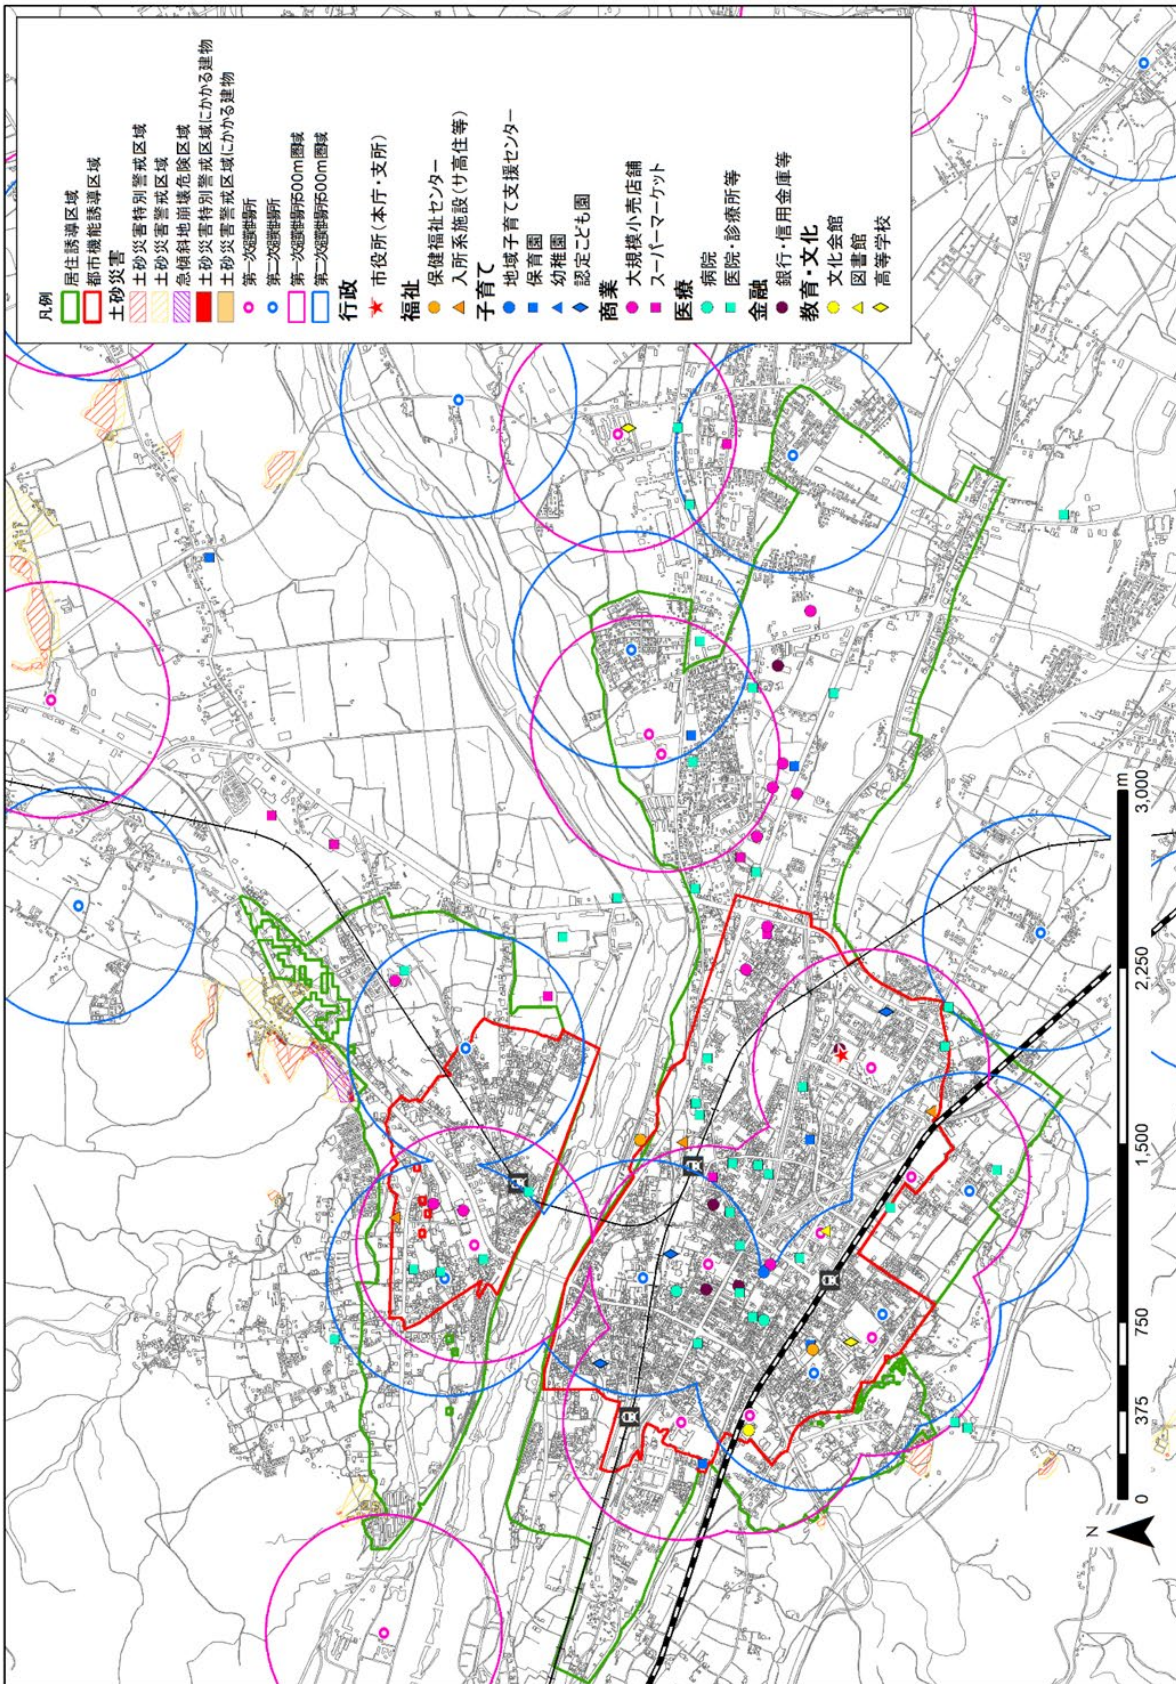 凡例
居住誘導区域
都市機能誘導区域
土砂災害
土砂災害特別警戒区域
土砂災害警戒区域
急傾斜地崩壊危険区域
土砂災害特別警戒区域にかかる建物
土砂災害警戒区域にかかる建物
第一次避難場所
第二次避難場所
第一次避難場所500m圏域
第二次避難場所500m圏域
行政
市役所(本庁・支所)
福祉
保健福祉センター
入所系施設(サ高住等)
子育て
地域子育て支援センター
保育園
幼稚園
認定こども園
商業
大規模小売店舗
スーパーマーケット
医療
病院
医院・診療所等
金融
銀行・信用金庫等
教育・文化
文化会館
図書館
高等学校
N
0 375 750 1,500 2,250 3,000
m